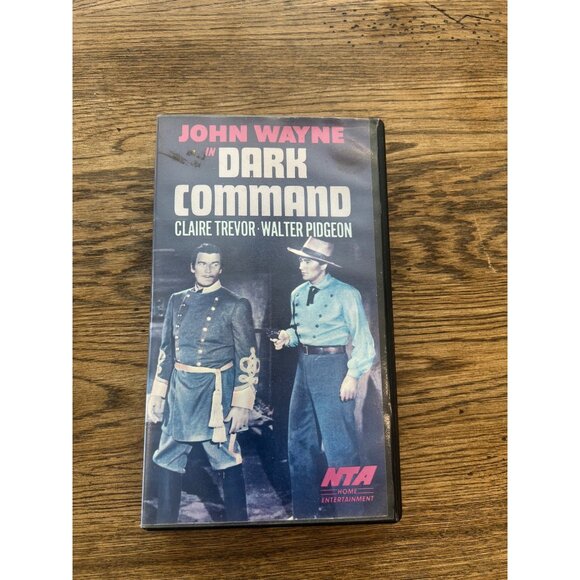 JOHN WAYNE
IN DARK
COMMAND
CLAIRE TREVOR · WALTER PIDGEON
NTA
HOME
ENTERTAINMENT